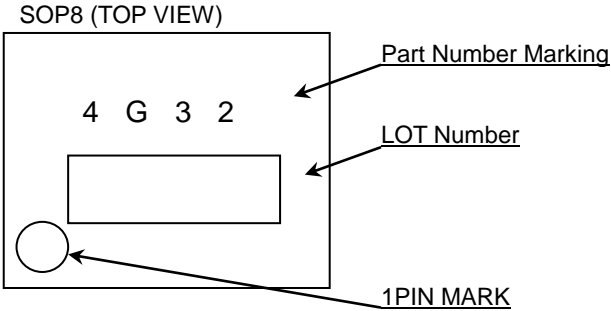 SOP8 (TOP VIEW)
Part Number Marking
4 G 3 2
LOT Number
1PIN MARK